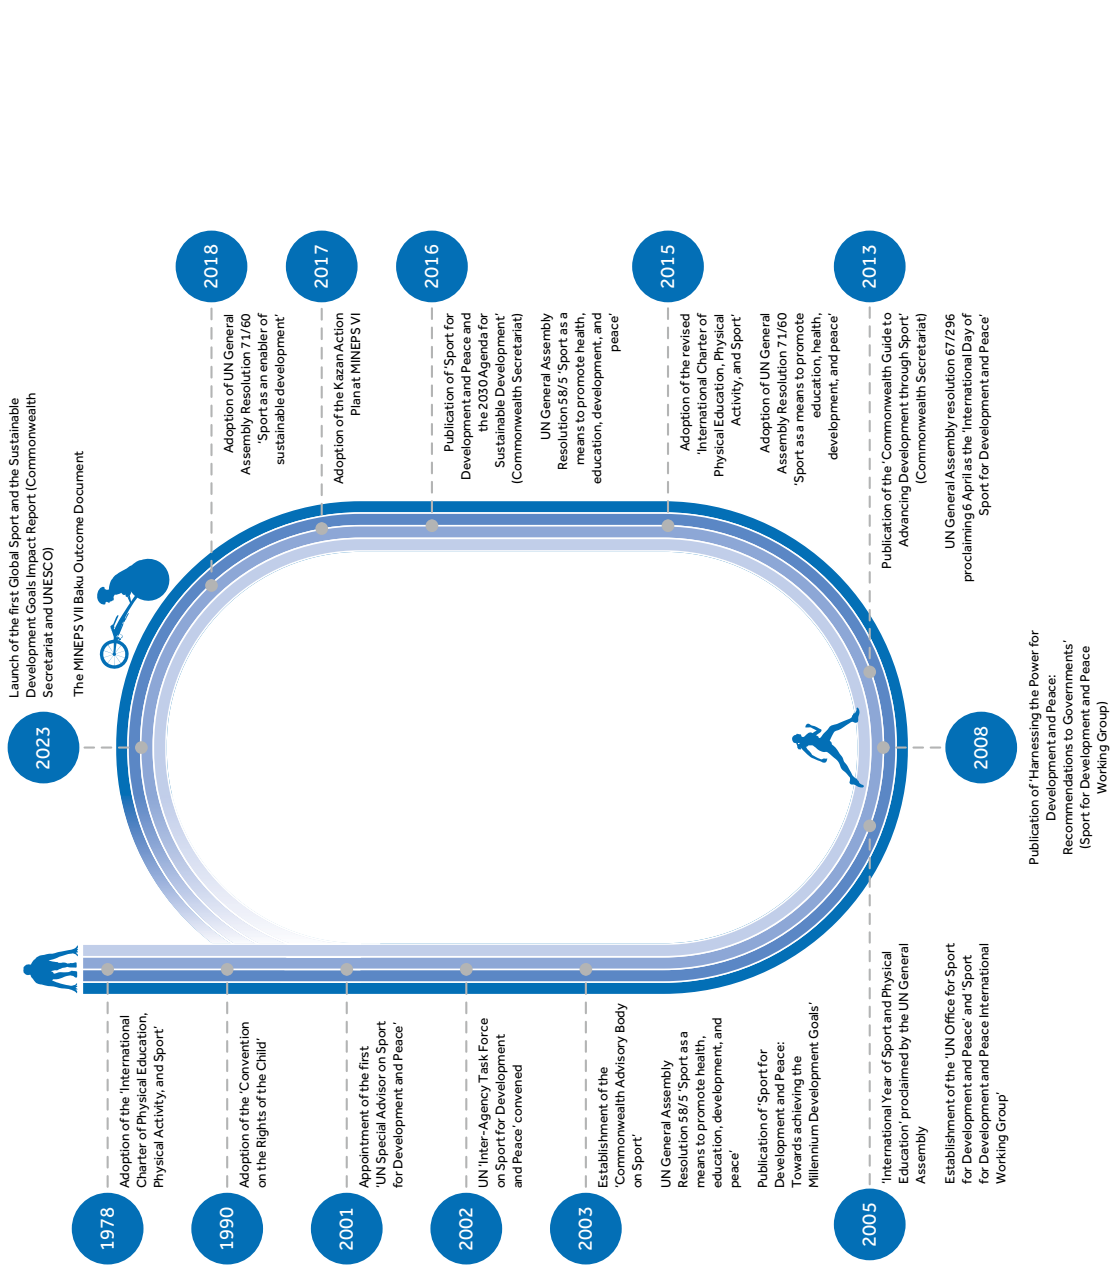 1978
Adoption of the ‘International
Charter of Physical Education,
Physical Activity, and Sport’
1990
Adoption of the ‘Convention
on the Rights of the Child’
2001
Appointment of the first
‘UN Special Advisor on Sport
for Development and Peace’
2002
UN ‘Inter-Agency Task Force
on Sport for Development
and Peace’ convened
2003
Establishment of the
‘Commonwealth Advisory Body
on Sport’
UN General Assembly
Resolution 58/5 ‘Sport as a
means to promote health,
education, development, and
peace’
Publication of ‘Sport for
Development and Peace:
Towards achieving the
Millennium Development Goals’
2005
‘International Year of Sport and Physical
Education’ proclaimed by the UN General
Assembly
Establishment of the ‘UN Office for Sport
for Development and Peace’ and ‘Sport
for Development and Peace International
Working Group’
2008
Publication of ‘Harnessing the Power for
Development and Peace:
Recommendations to Governments’
(Sport for Development and Peace
Working Group)
2013
Publication of the ‘Commonwealth Guide to
Advancing Development through Sport’
(Commonwealth Secretariat)
UN General Assembly resolution 67/296
proclaiming 6 April as the ‘International Day of
Sport for Development and Peace’
2015
Adoption of the revised
‘International Charter of
Physical Education, Physical
Activity, and Sport’
Adoption of UN General
Assembly Resolution 71/60
‘Sport as a means to promote
education, health,
development, and peace’
2016
Publication of ‘Sport for
Development and Peace and
the 2030 Agenda for
Sustainable Development’
(Commonwealth Secretariat)
UN General Assembly
Resolution 58/5 ‘Sport as a
means to promote health,
education, development, and
peace’
2017
Adoption of the Kazan Action
Plan at MINEPS VI
2018
Adoption of UN General
Assembly Resolution 71/60
‘Sport as an enabler of
sustainable development’
2023
Launch of the first Global Sport and the Sustainable
Development Goals Impact Report (Commonwealth
Secretariat and UNESCO)
The MINEPS VII Baku Outcome Document